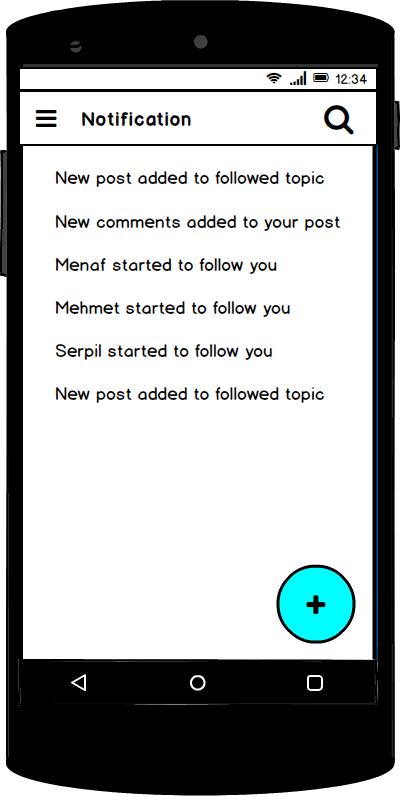 12:34
Notification
New post added to followed topic
New comments added to your post
Menaf started to follow you
Mehmet started to follow you
Serpil started to follow you
New post added to followed topic
+